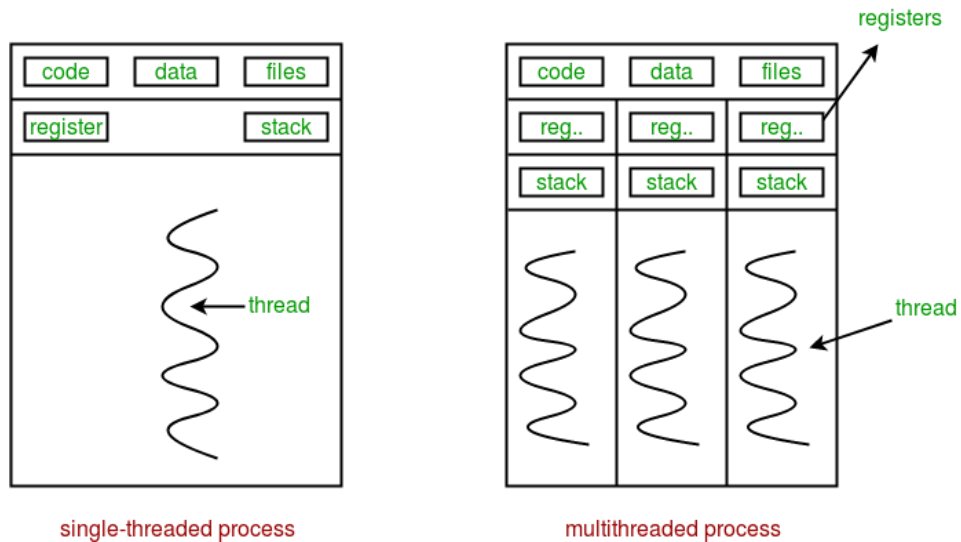 registers
code data files
register stack
thread
single-threaded process
code data files
reg.. reg.. reg..
stack stack stack
thread
multithreaded process